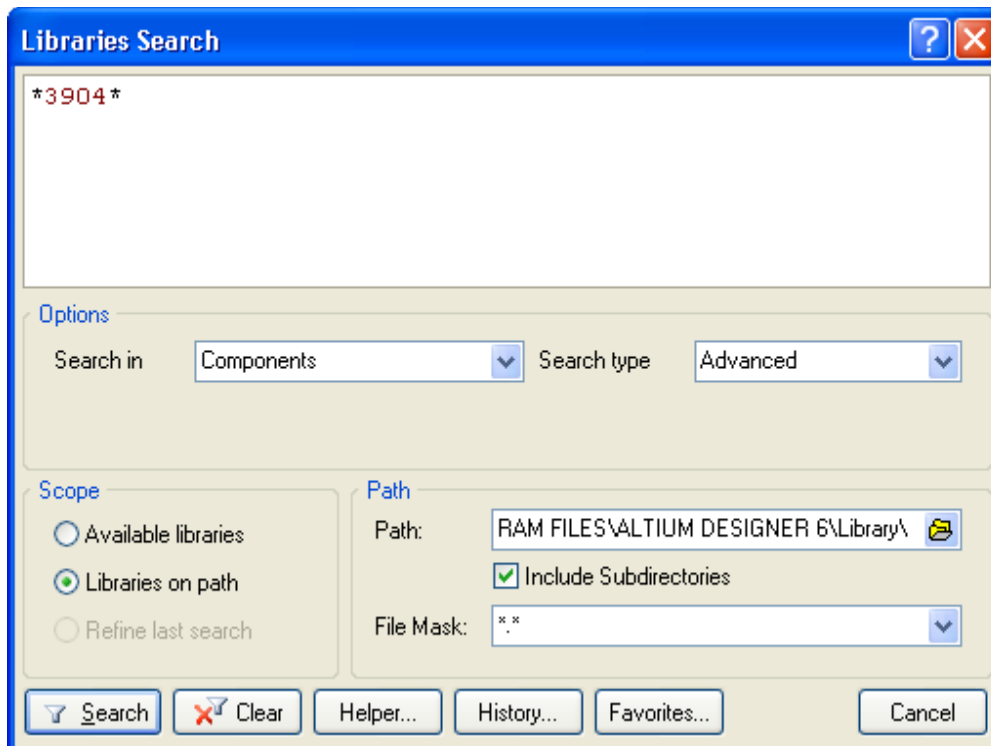 Libraries Search
*3904*
Options
Search in Components Search type Advanced
Scope
Available libraries
Libraries on path
Refine last search
Path
Path: RAM FILES\ALTIUM DESIGNER 6\Library\
Include Subdirectories
File Mask: *.*
Search Clear Helper... History... Favorites... Cancel